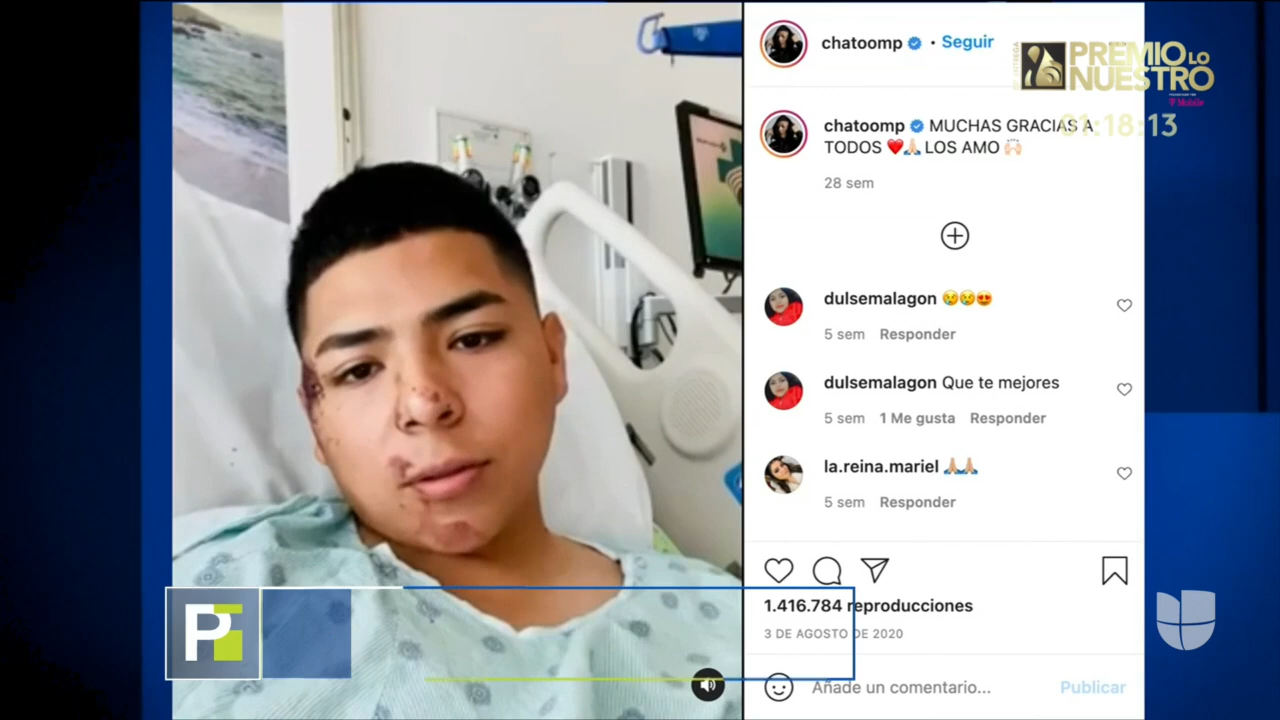 chatoomp • Seguir
PREMIO LO
NUESTRO
T Mobile
01:18:13
chatoomp MUCHAS GRACIAS A
TODOS ❤️🙏🏻 LOS AMO 🙌🏻
28 sem
dulsemalagon 😢😢😍
5 sem Responder
dulsemalagon Que te mejores
5 sem 1 Me gusta Responder
la.reina.mariel 🙏🏼🙏🏼
5 sem Responder
1.416.784 reproducciones
3 DE AGOSTO DE 2020
Añade un comentario...
Publicar
P